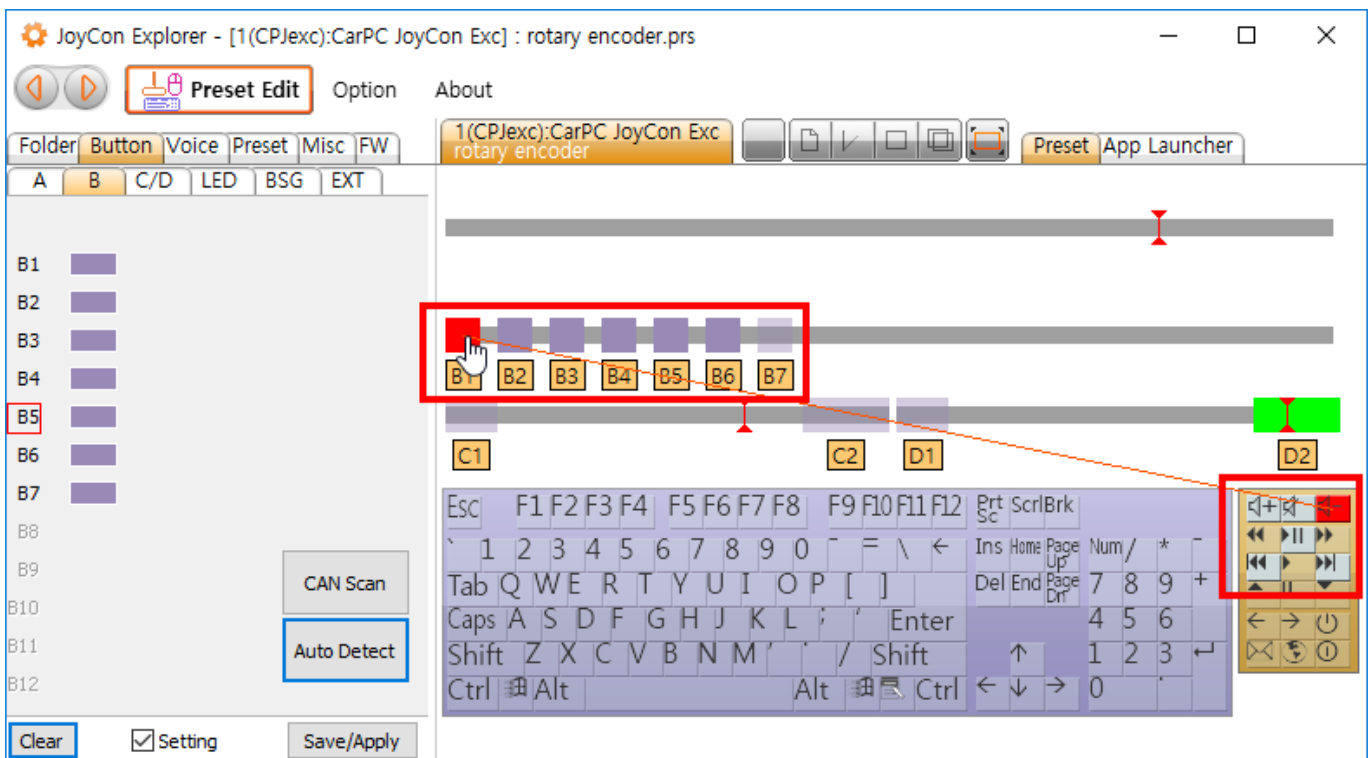 JoyCon Explorer - [1(CPJexc):CarPC JoyCon Exc] : rotary encoder.prs
Preset Edit Option About
Folder Button Voice Preset Misc FW
1(CPJexc):CarPC JoyCon Exc
rotary encoder
Preset App Launcher
A B C/D LED BSG EXT
B1
B2
B3
B4
B5
B6
B7
B8
B9
B10
B11
B12
CAN Scan
Auto Detect
Clear Setting Save/Apply
B1 B2 B3 B4 B5 B6 B7
C1 C2 D1 D2
Esc F1 F2 F3 F4 F5 F6 F7 F8 F9 F10 F11 F12 Prt Sc Scrl Brk
` 1 2 3 4 5 6 7 8 9 0 - = \ ← Ins Home Page Up Num / * -
Tab Q W E R T Y U I O P [ ] Del End Page Dn 7 8 9 +
Caps A S D F G H J K L ; ' Enter 4 5 6
Shift Z X C V B N M , . / Shift ↑ 1 2 3 ↵
Ctrl Alt Alt Ctrl ← ↓ → 0 .